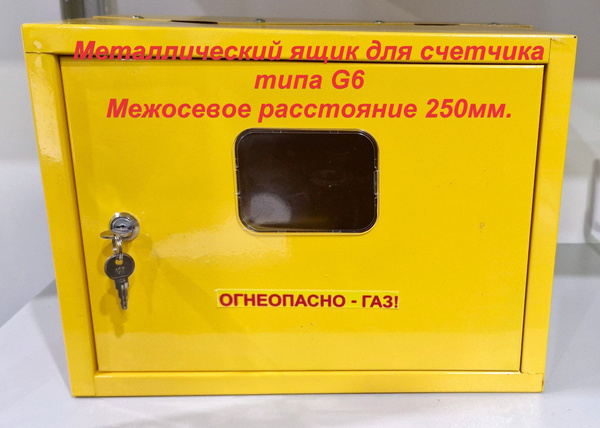 Металлический ящик для счетчика
типа G6
Межосевое расстояние 250мм.
ОГНЕОПАСНО - ГАЗ!